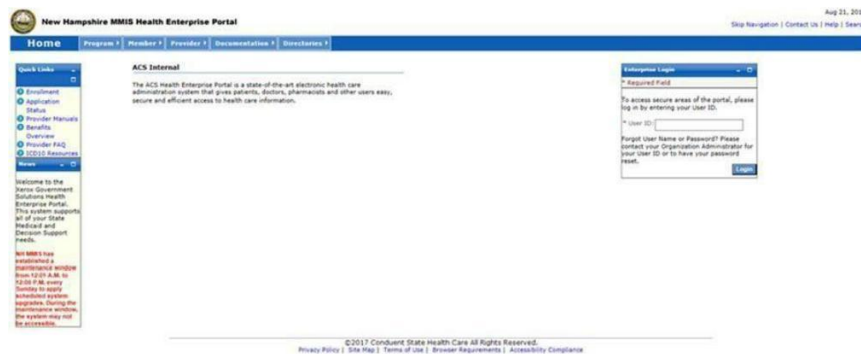 Aug 21, 201
New Hampshire MMIS Health Enterprise Portal
Skip Navigation | Contact Us | Help | Sear
Home
Program
Member
Provider
Documentation
Directories
Quick Links
Enrollment
Application
Status
Provider Manuals
Benefits
Overview
Provider FAQ
ICD10 Resources
News
Welcome to the
Xerox Government
Solutions Health
Enterprise Portal.
This system supports
all of your State
Medicaid and
Decision Support
needs.
NH MMIS has
established a
maintenance window
from 12:01 A.M. to
12:00 P.M. every
Sunday to apply
scheduled system
upgrades. During the
maintenance window,
the system may not
be accessible.
ACS Internal
The ACS Health Enterprise Portal is a state-of-the-art electronic health care
administration system that gives patients, doctors, pharmacists and other users easy,
secure and efficient access to health care information.
Enterprise Login
* Required Field
To access secure areas of the portal, please
log in by entering your User ID.
* User ID:
Forgot User Name or Password? Please
contact your Organization Administrator for
your User ID or to have your password
reset.
Login
©2017 Conduent State Health Care All Rights Reserved.
Privacy Policy | Site Map | Terms of Use | Browser Requirements | Accessibility Compliance